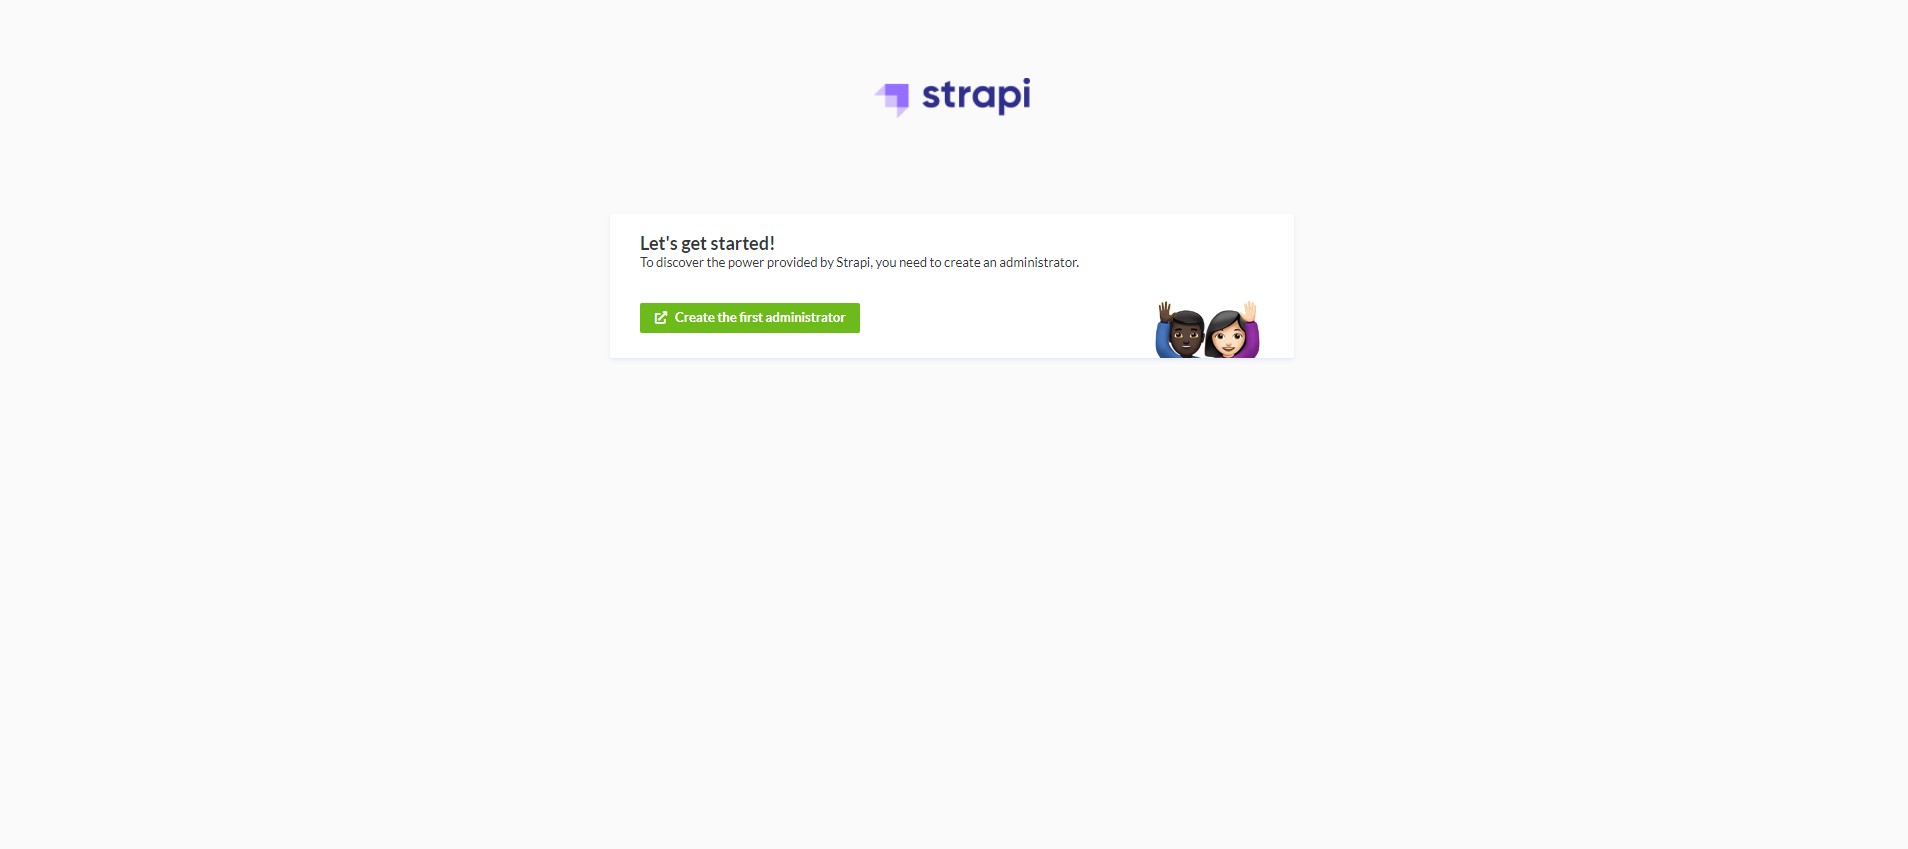 strapi
Let's get started!
To discover the power provided by Strapi, you need to create an administrator.
Create the first administrator